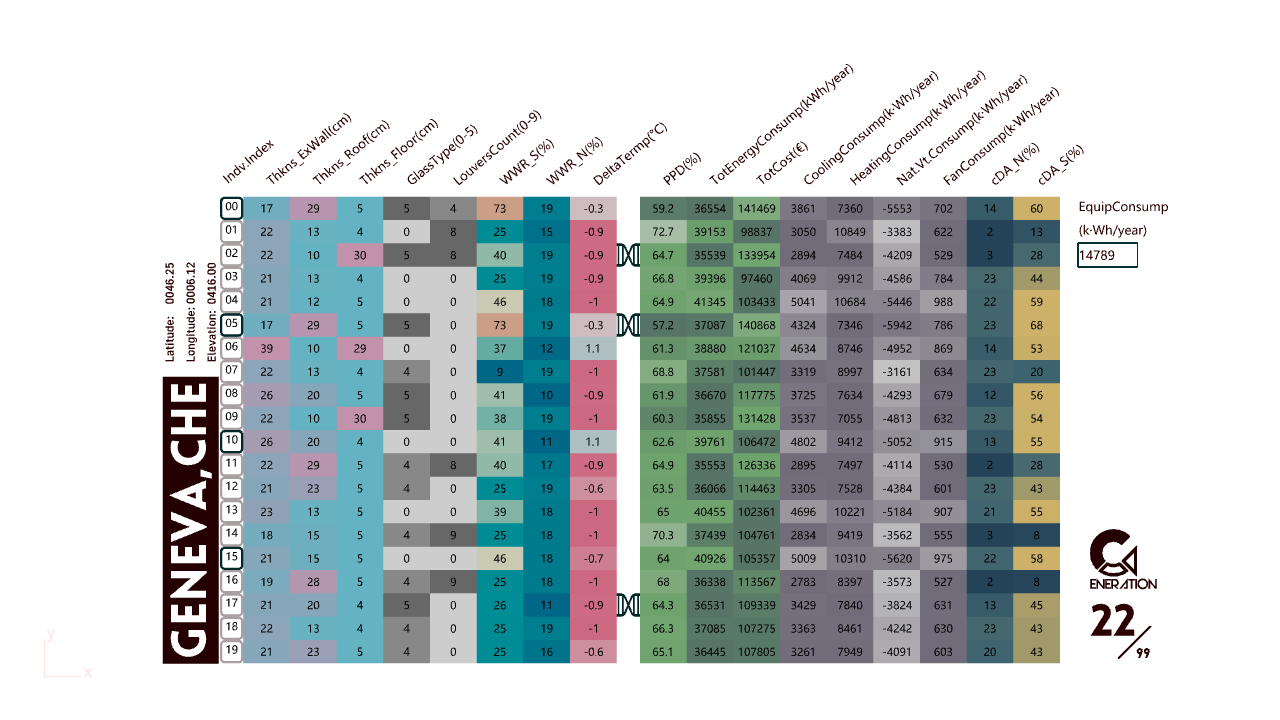 Indv.Index Thkns_ExWall(cm) Thkns_Roof(cm) Thkns_Floor(cm) GlassType(0-5) LouversCount(0-9) WWR_S(%) WWR_N(%) DeltaTermp(°C) PPD(%) TotEnergyConsump(kWh/year) TotCost(€) CoolingConsump(k·Wh/year) HeatingConsump(k·Wh/year) Nat.Vt.Consump(k·Wh/year) FanConsump(k·Wh/year) cDA_N(%) cDA_S(%)
00 17 29 5 5 4 73 19 -0.3 59.2 36554 141469 3861 7360 -5553 702 14 60
01 22 13 4 0 8 25 15 -0.9 72.7 39153 98837 3050 10849 -3383 622 2 13
02 22 10 30 5 8 40 19 -0.9 64.7 35539 133954 2894 7484 -4209 529 3 28
03 21 13 4 0 0 25 19 -0.9 66.8 39396 97460 4069 9912 -4586 784 23 44
04 21 12 5 0 0 46 18 -1 64.9 41345 103433 5041 10684 -5446 988 22 59
05 17 29 5 5 0 73 19 -0.3 57.2 37087 140868 4324 7346 -5942 786 23 68
06 39 10 29 0 0 37 12 1.1 61.3 38880 121037 4634 8746 -4952 869 14 53
07 22 13 4 4 0 9 19 -1 68.8 37581 101447 3319 8997 -3161 634 23 20
08 26 20 5 5 0 41 10 -0.9 61.9 36670 117775 3725 7634 -4293 679 12 56
09 22 10 30 5 0 38 19 -1 60.3 35855 131428 3537 7055 -4813 632 23 54
10 26 20 4 0 0 41 11 1.1 62.6 39761 106472 4802 9412 -5052 915 13 55
11 22 29 5 4 8 40 17 -0.9 64.9 35553 126336 2895 7497 -4114 530 2 28
12 21 23 5 4 0 25 19 -0.6 63.5 36066 114463 3305 7528 -4384 601 23 43
13 23 13 5 0 0 39 18 -1 65 40455 102361 4696 10221 -5184 907 21 55
14 18 15 5 4 9 25 18 -1 70.3 37439 104761 2834 9419 -3562 555 3 8
15 21 15 5 0 0 46 18 -0.7 64 40926 105357 5009 10310 -5620 975 22 58
16 19 28 5 4 9 25 18 -1 68 36338 113567 2783 8397 -3573 527 2 8
17 21 20 4 5 0 26 11 -0.9 64.3 36531 109339 3429 7840 -3824 631 13 45
18 22 13 4 4 0 25 19 -1 66.3 37085 107275 3363 8461 -4242 630 23 43
19 21 23 5 4 0 25 16 -0.6 65.1 36445 107805 3261 7949 -4091 603 20 43
EquipConsump
(k·Wh/year)
14789
Latitude: 0046.25
Longitude: 0006.12
Elevation: 0416.00
GENEVA,CHE
ENERATION
22/99
y
x